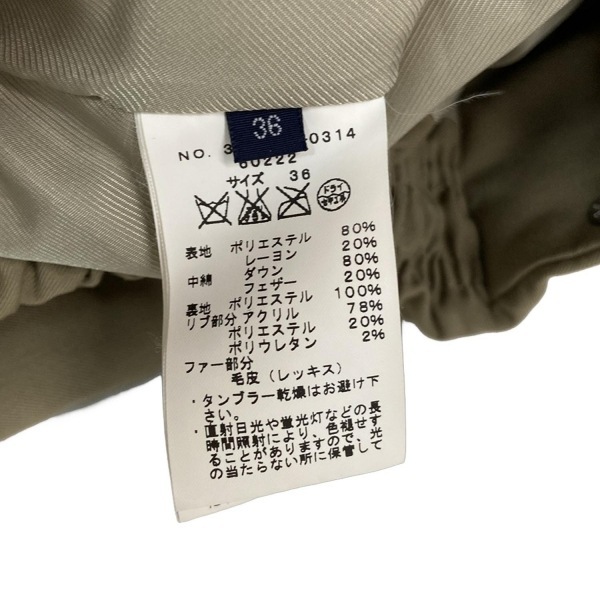 36
NO. 3 -0314
60222
サイズ 36
ドライ
セキユ系
表地 ポリエステル 80%
レーヨン 20%
中綿 ダウン 80%
フェザー 20%
裏地 ポリエステル 100%
リブ部分 アクリル 78%
ポリエステル 20%
ポリウレタン 2%
ファー部分
毛皮（レッキス）
・タンブラー乾燥はお避け下
さい。
・直射日光や蛍光灯などの長
時間照射により、色褪せす
ることがありますので、光
の当たらない所に保管して